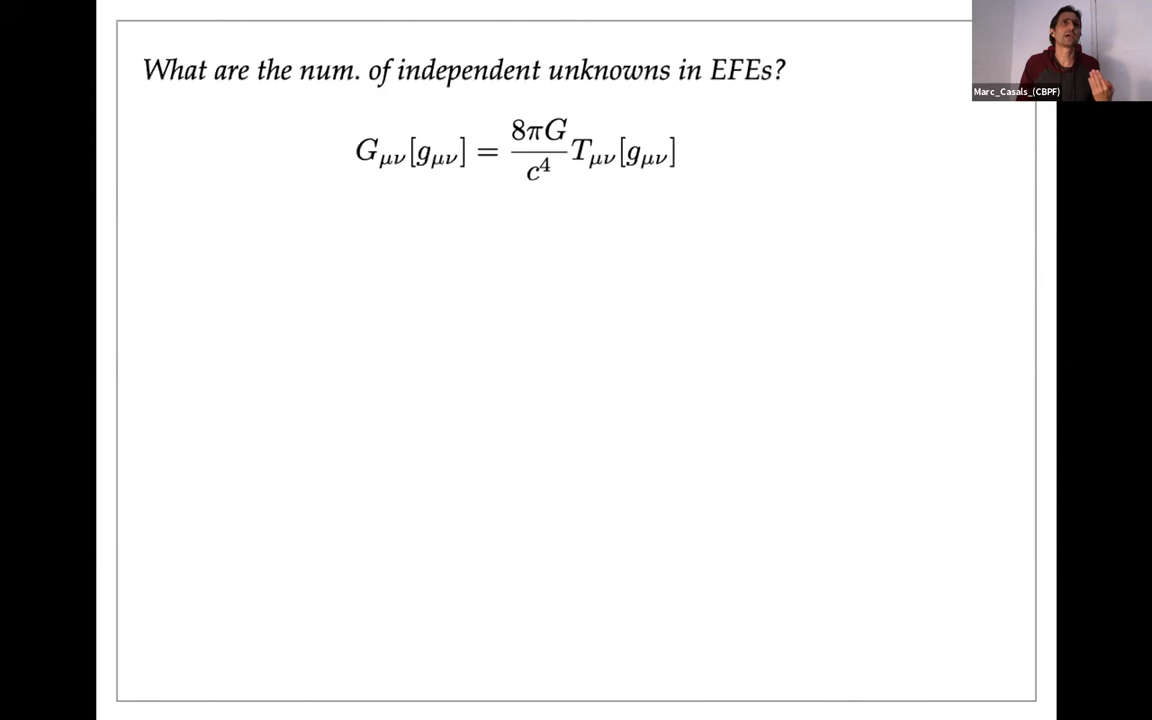 What are the num. of independent unknowns in EFEs?
G_{μν}[g_{μν}] = \frac{8πG}{c^4} T_{μν}[g_{μν}]
Marc_Casals_(CBPF)